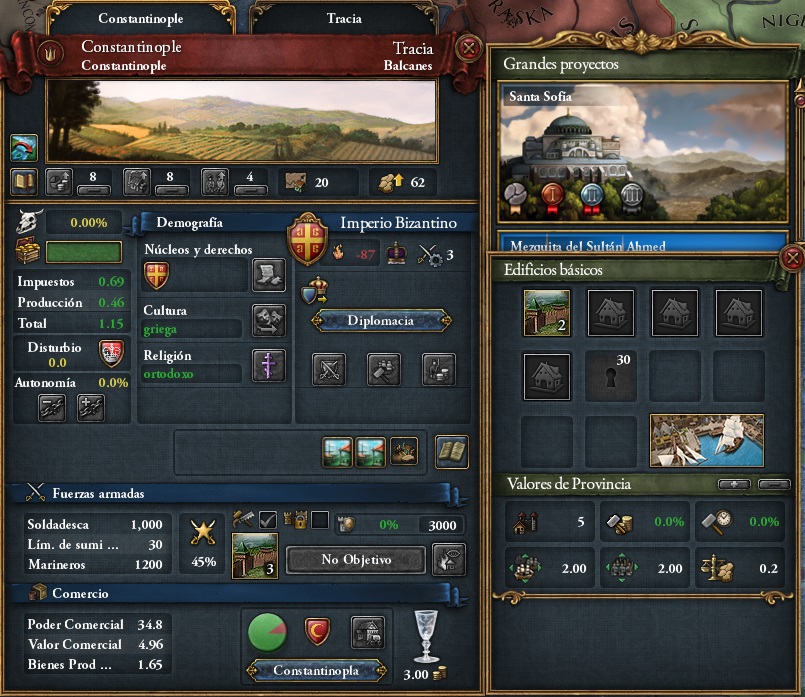 Constantinople
Tracia
Constantinople
Tracia
Constantinople
Balcanes
8
8
4
20
62
0.00%
Demografía
Imperio Bizantino
Núcleos y derechos
-87
3
Impuestos 0.69
Producción 0.46
Total 1.15
Cultura
griega
Diplomacia
Disturbio
0.0
Religión
ortodoxo
Autonomía 0.0%
Fuerzas armadas
Soldadesca 1,000
Lím. de sumi ... 30
Marineros 1200
45%
0% 3000
3
No Objetivo
Comercio
Poder Comercial 34.8
Valor Comercial 4.96
Bienes Prod ... 1.65
Constantinopla
3.00
Grandes proyectos
Santa Sofía
I
II
III
Mezquita del Sultán Ahmed
Edificios básicos
2
30
Valores de Provincia
5
0.0%
0.0%
2.00
2.00
0.2